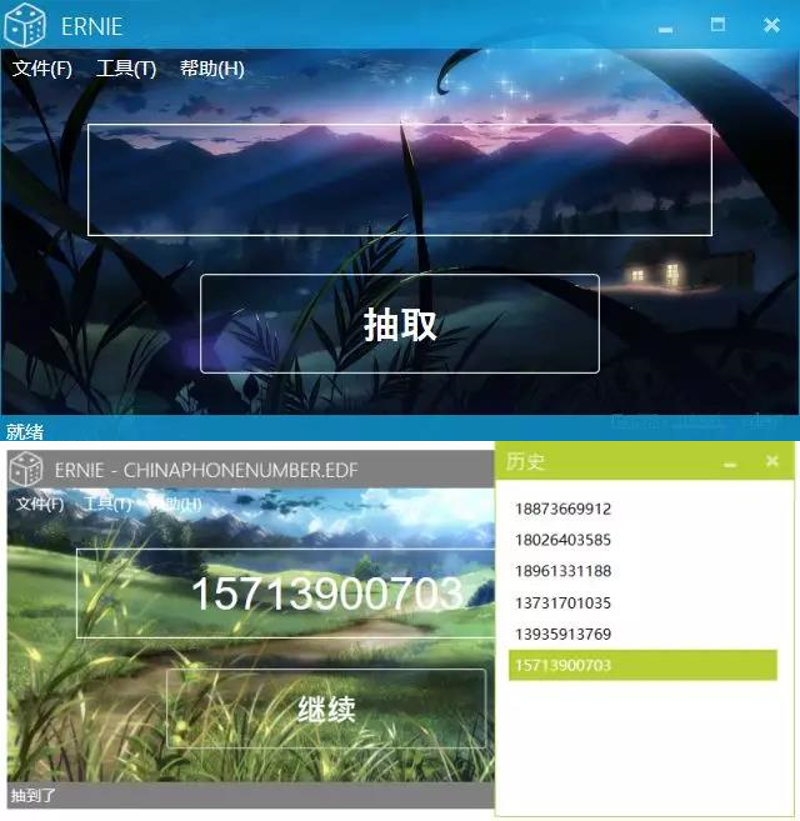 ERNIE
文件(F) 工具(T) 帮助(H)
抽取
就绪
ERNIE - CHINAPHONENUMBER.EDF
文件(F) 工具(T) 帮助(H)
15713900703
继续
抽到了
历史
18873669912
18026403585
18961331188
13731701035
13935913769
15713900703